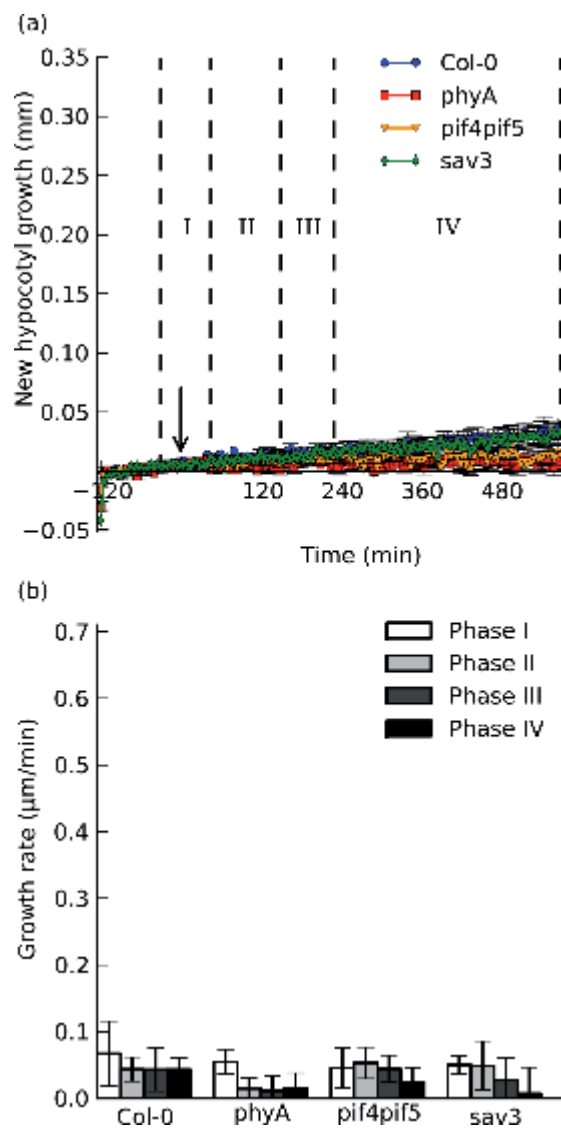 (a)
0.35
0.30
0.25
0.20
0.15
0.10
0.05
−0.05
New hypocotyl growth (mm)
Col-0
phyA
pif4pif5
sav3
I II III IV
−120 120 240 360 480
Time (min)
(b)
0.7
0.6
0.5
0.4
0.3
0.2
0.1
0.0
Growth rate (μm/min)
Phase I
Phase II
Phase III
Phase IV
Col-0 phyA pif4pif5 sav3